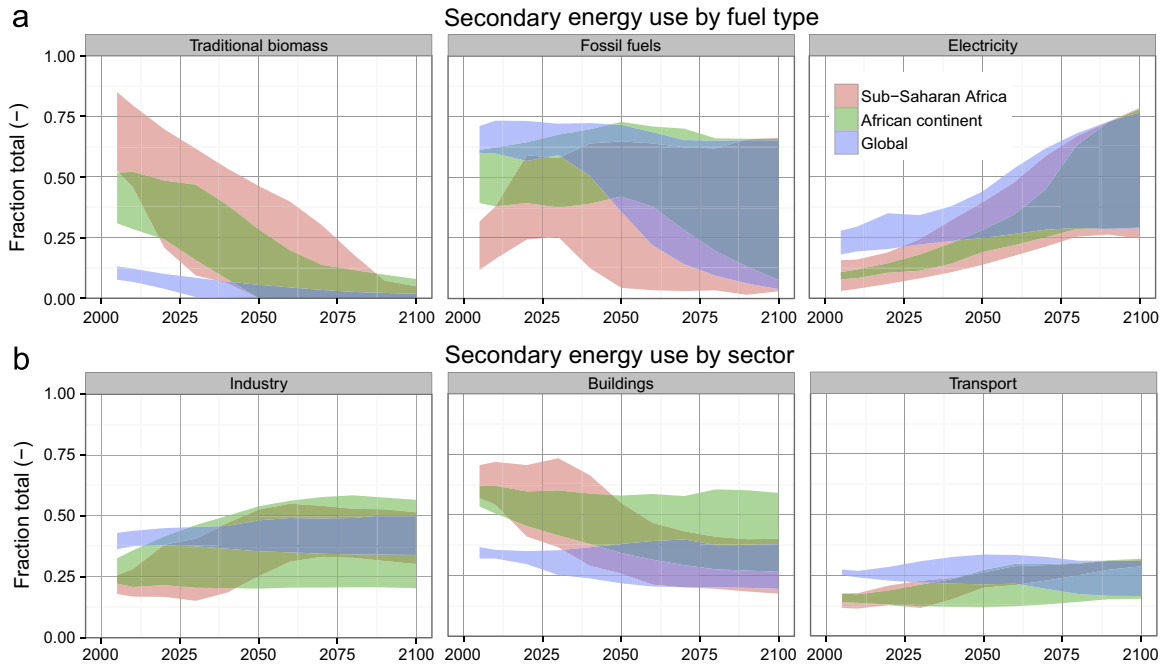 a
Secondary energy use by fuel type
Traditional biomass
Fossil fuels
Electricity
Fraction total (−)
1.00
0.75
0.50
0.25
0.00
Sub−Saharan Africa
African continent
Global
2000 2025 2050 2075 2100
2000 2025 2050 2075 2100
2000 2025 2050 2075 2100
b
Secondary energy use by sector
Industry
Buildings
Transport
Fraction total (−)
1.00
0.75
0.50
0.25
0.00
2000 2025 2050 2075 2100
2000 2025 2050 2075 2100
2000 2025 2050 2075 2100